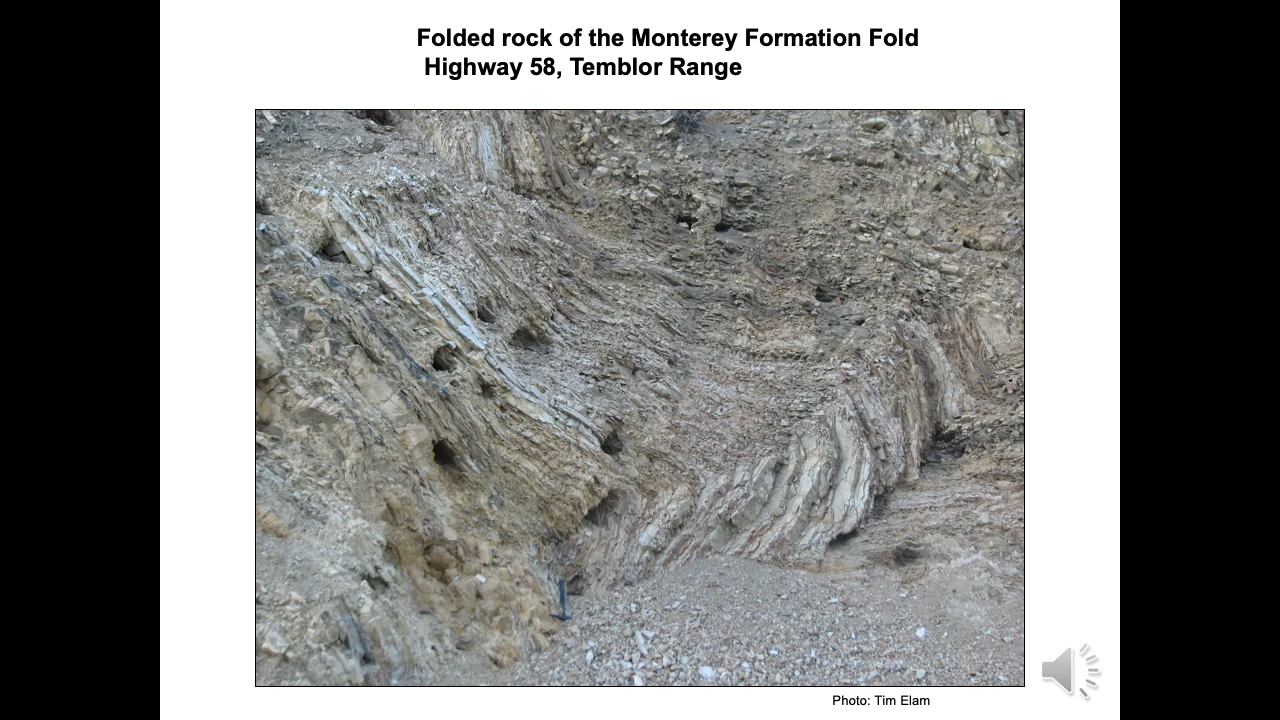 Folded rock of the Monterey Formation Fold
Highway 58, Temblor Range
Photo: Tim Elam